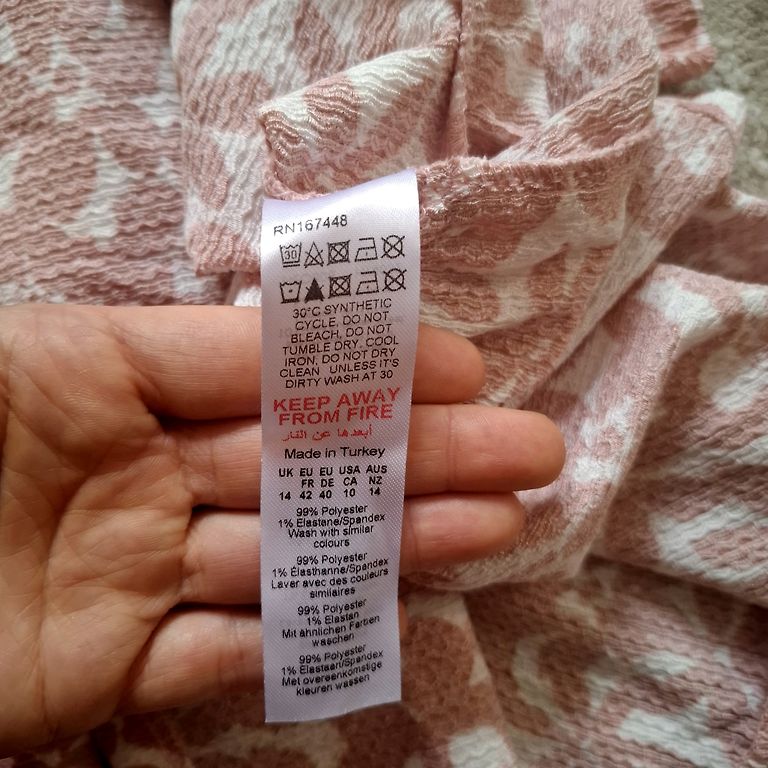 RN167448
30
30°C SYNTHETIC
CYCLE, DO NOT
BLEACH, DO NOT
TUMBLE DRY, COOL
IRON, DO NOT DRY
CLEAN UNLESS IT'S
DIRTY WASH AT 30
KEEP AWAY
FROM FIRE
أبعدها عن النار
Made in Turkey
UK EU EU USA AUS
FR DE CA NZ
14 42 40 10 14
99% Polyester
1% Elastane/Spandex
Wash with similar
colours
99% Polyester
1% Élasthanne/Spandex
Laver avec des couleurs
similaires
99% Polyester
1% Elastan
Mit ähnlichen Farben
waschen
99% Polyester
1% Elastaan/Spandex
Met overeenkomstige
kleuren wassen